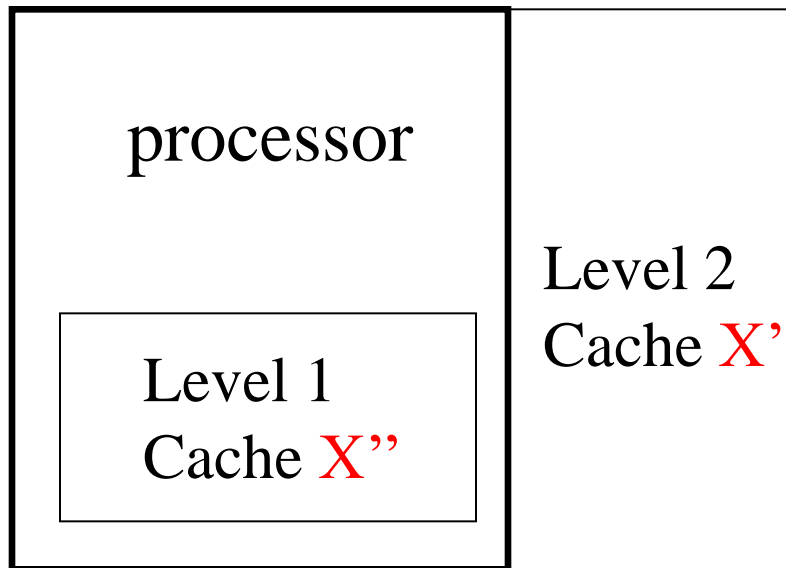 processor
Level 2
Cache X’
Level 1
Cache X’’